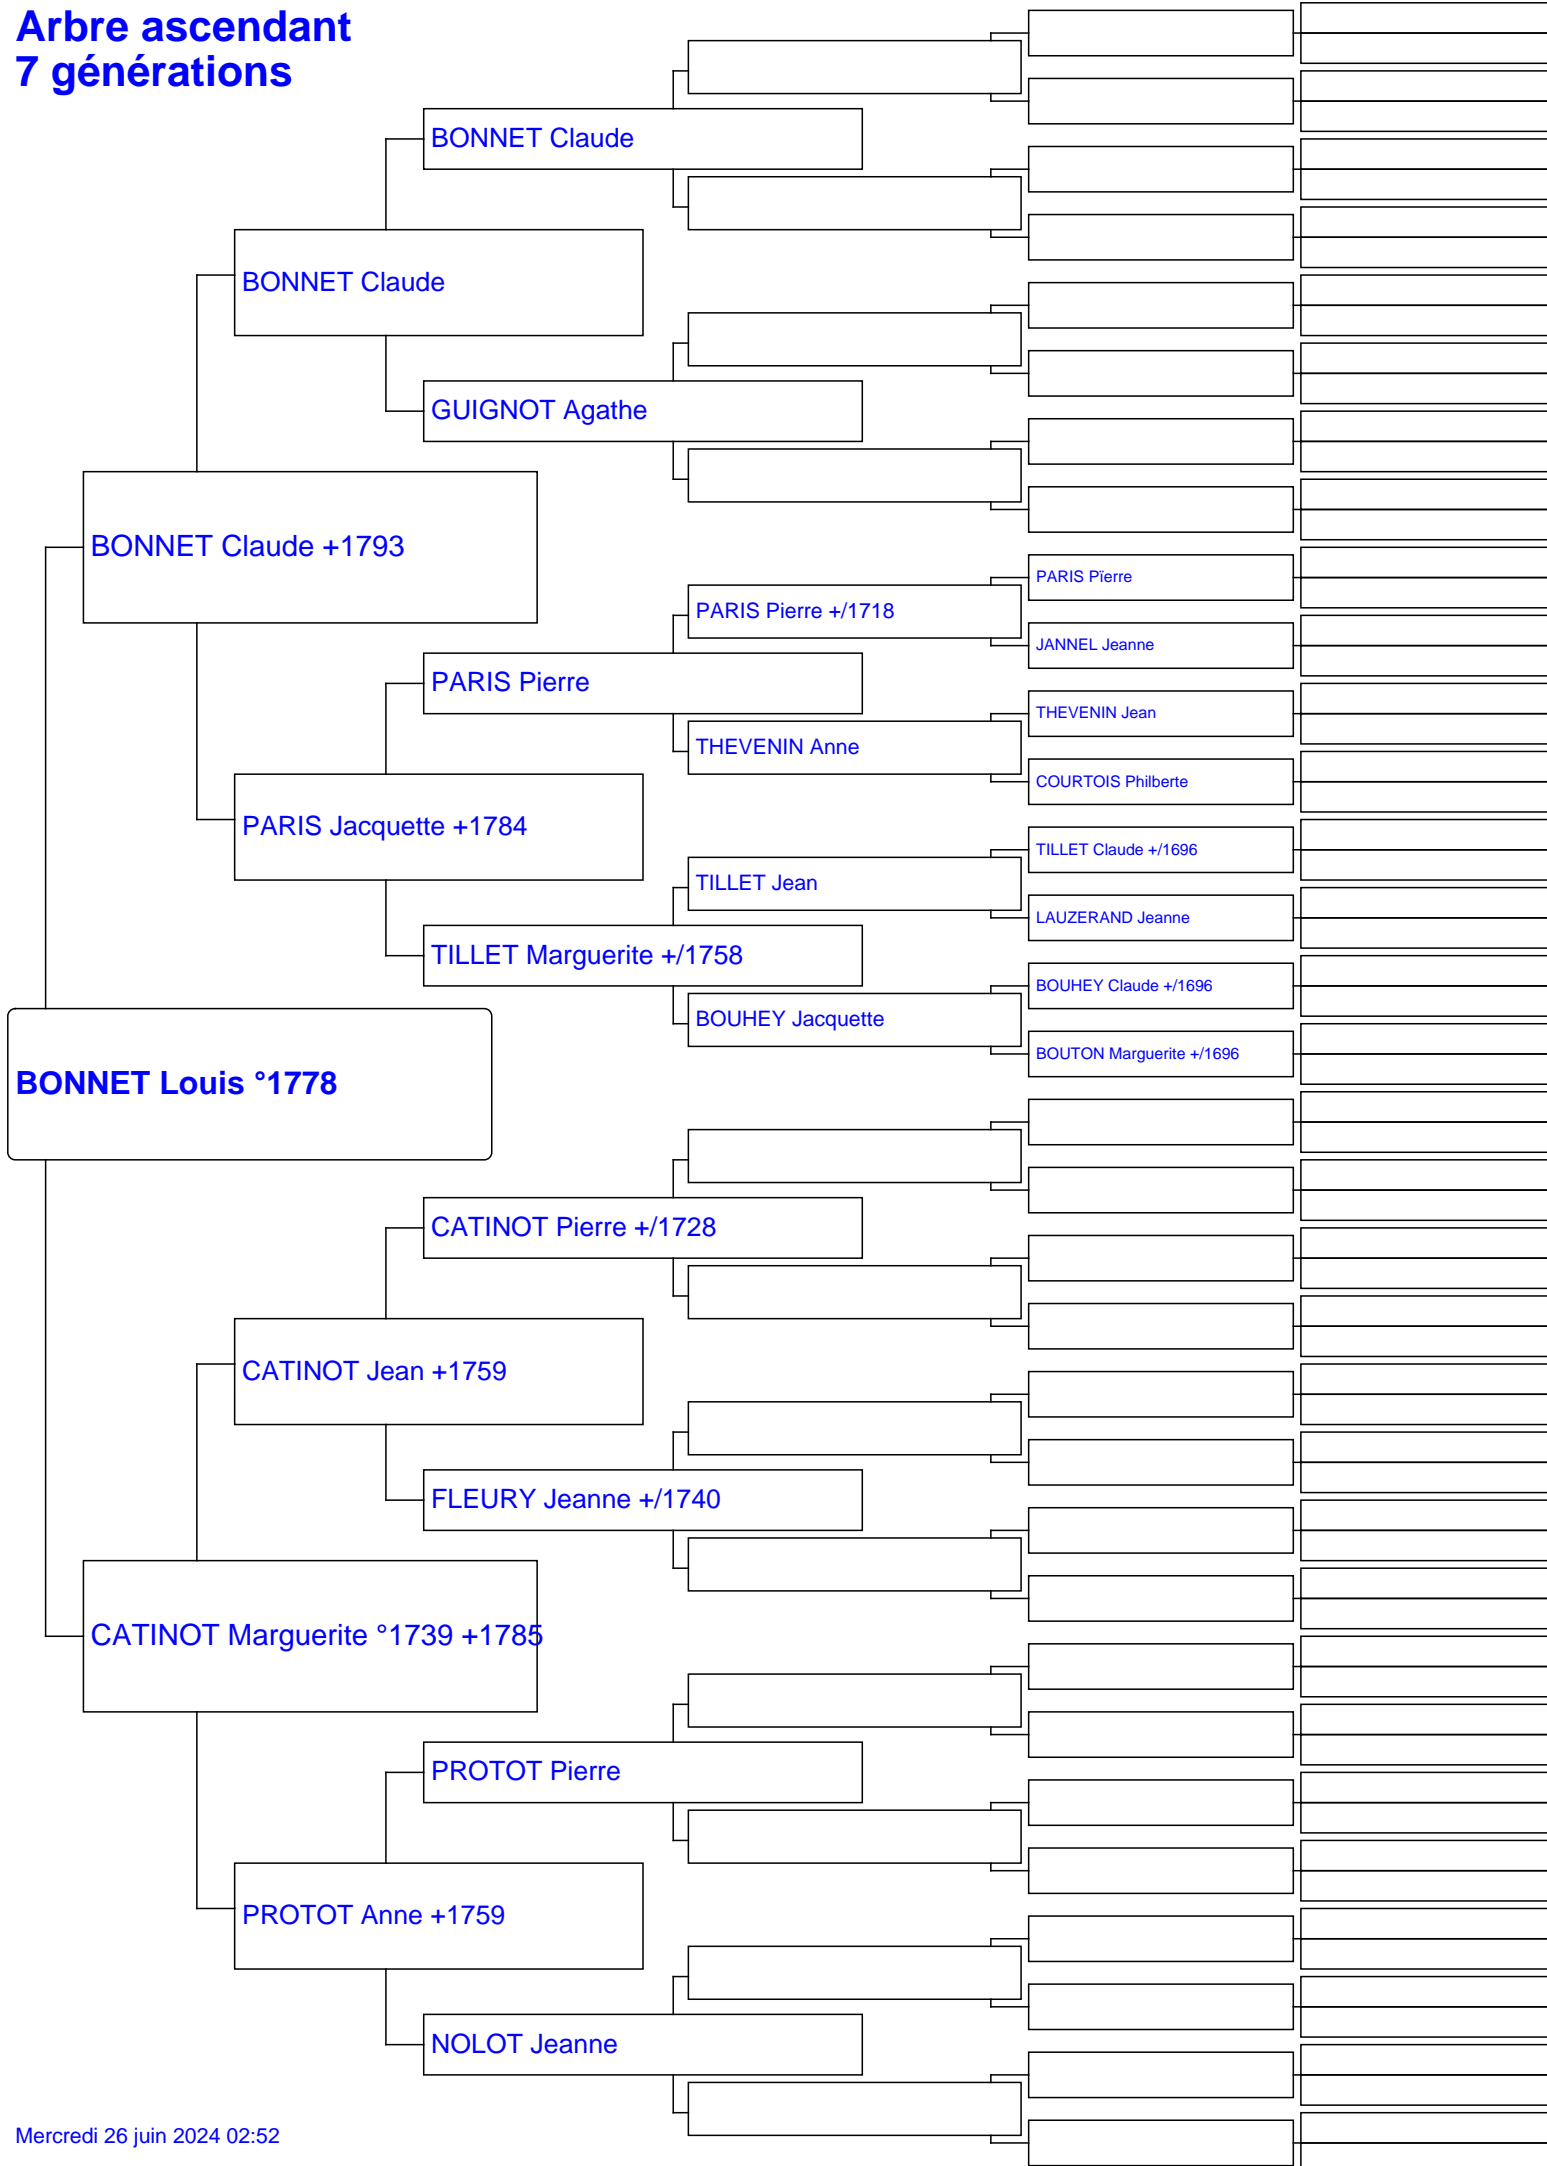 Arbre ascendant
7 générations
BONNET Claude
BONNET Claude
GUIGNOT Agathe
BONNET Claude +1793
PARIS Pïerre
PARIS Pierre +/1718
JANNEL Jeanne
PARIS Pierre
THEVENIN Jean
THEVENIN Anne
COURTOIS Philberte
PARIS Jacquette +1784
TILLET Claude +/1696
TILLET Jean
LAUZERAND Jeanne
TILLET Marguerite +/1758
BOUHEY Claude +/1696
BOUHEY Jacquette
BOUTON Marguerite +/1696
BONNET Louis °1778
CATINOT Pierre +/1728
CATINOT Jean +1759
FLEURY Jeanne +/1740
CATINOT Marguerite °1739 +1785
PROTOT Pierre
PROTOT Anne +1759
NOLOT Jeanne
Mercredi 26 juin 2024 02:52